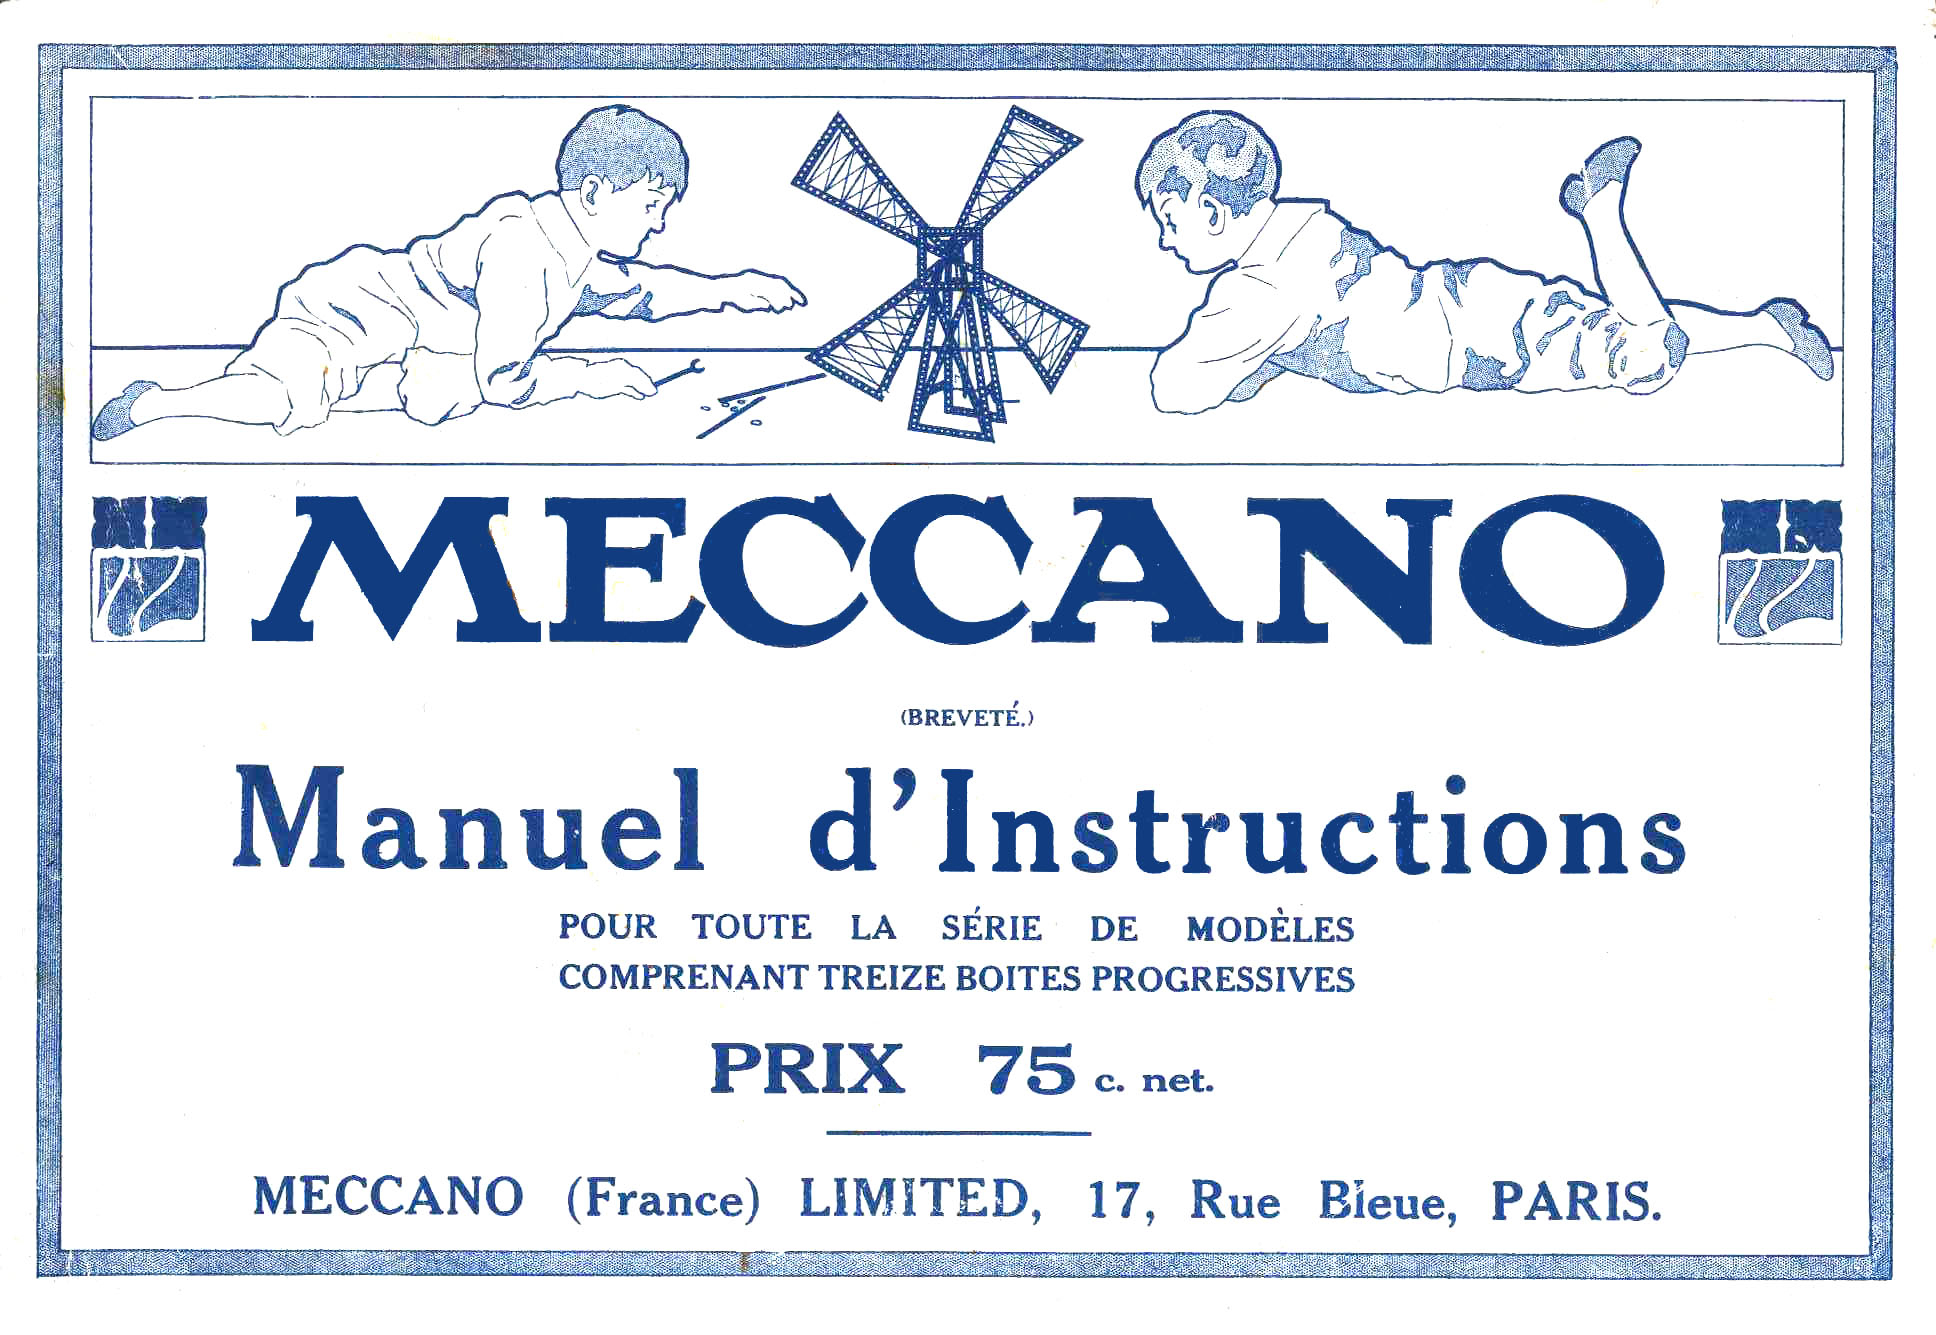 MECCANO
(BREVETÉ.)
Manuel d'Instructions
POUR TOUTE LA SÉRIE DE MODÈLES
COMPRENANT TREIZE BOITES PROGRESSIVES
PRIX 75 c. net.
MECCANO (France) LIMITED, 17, Rue Bleue, PARIS.